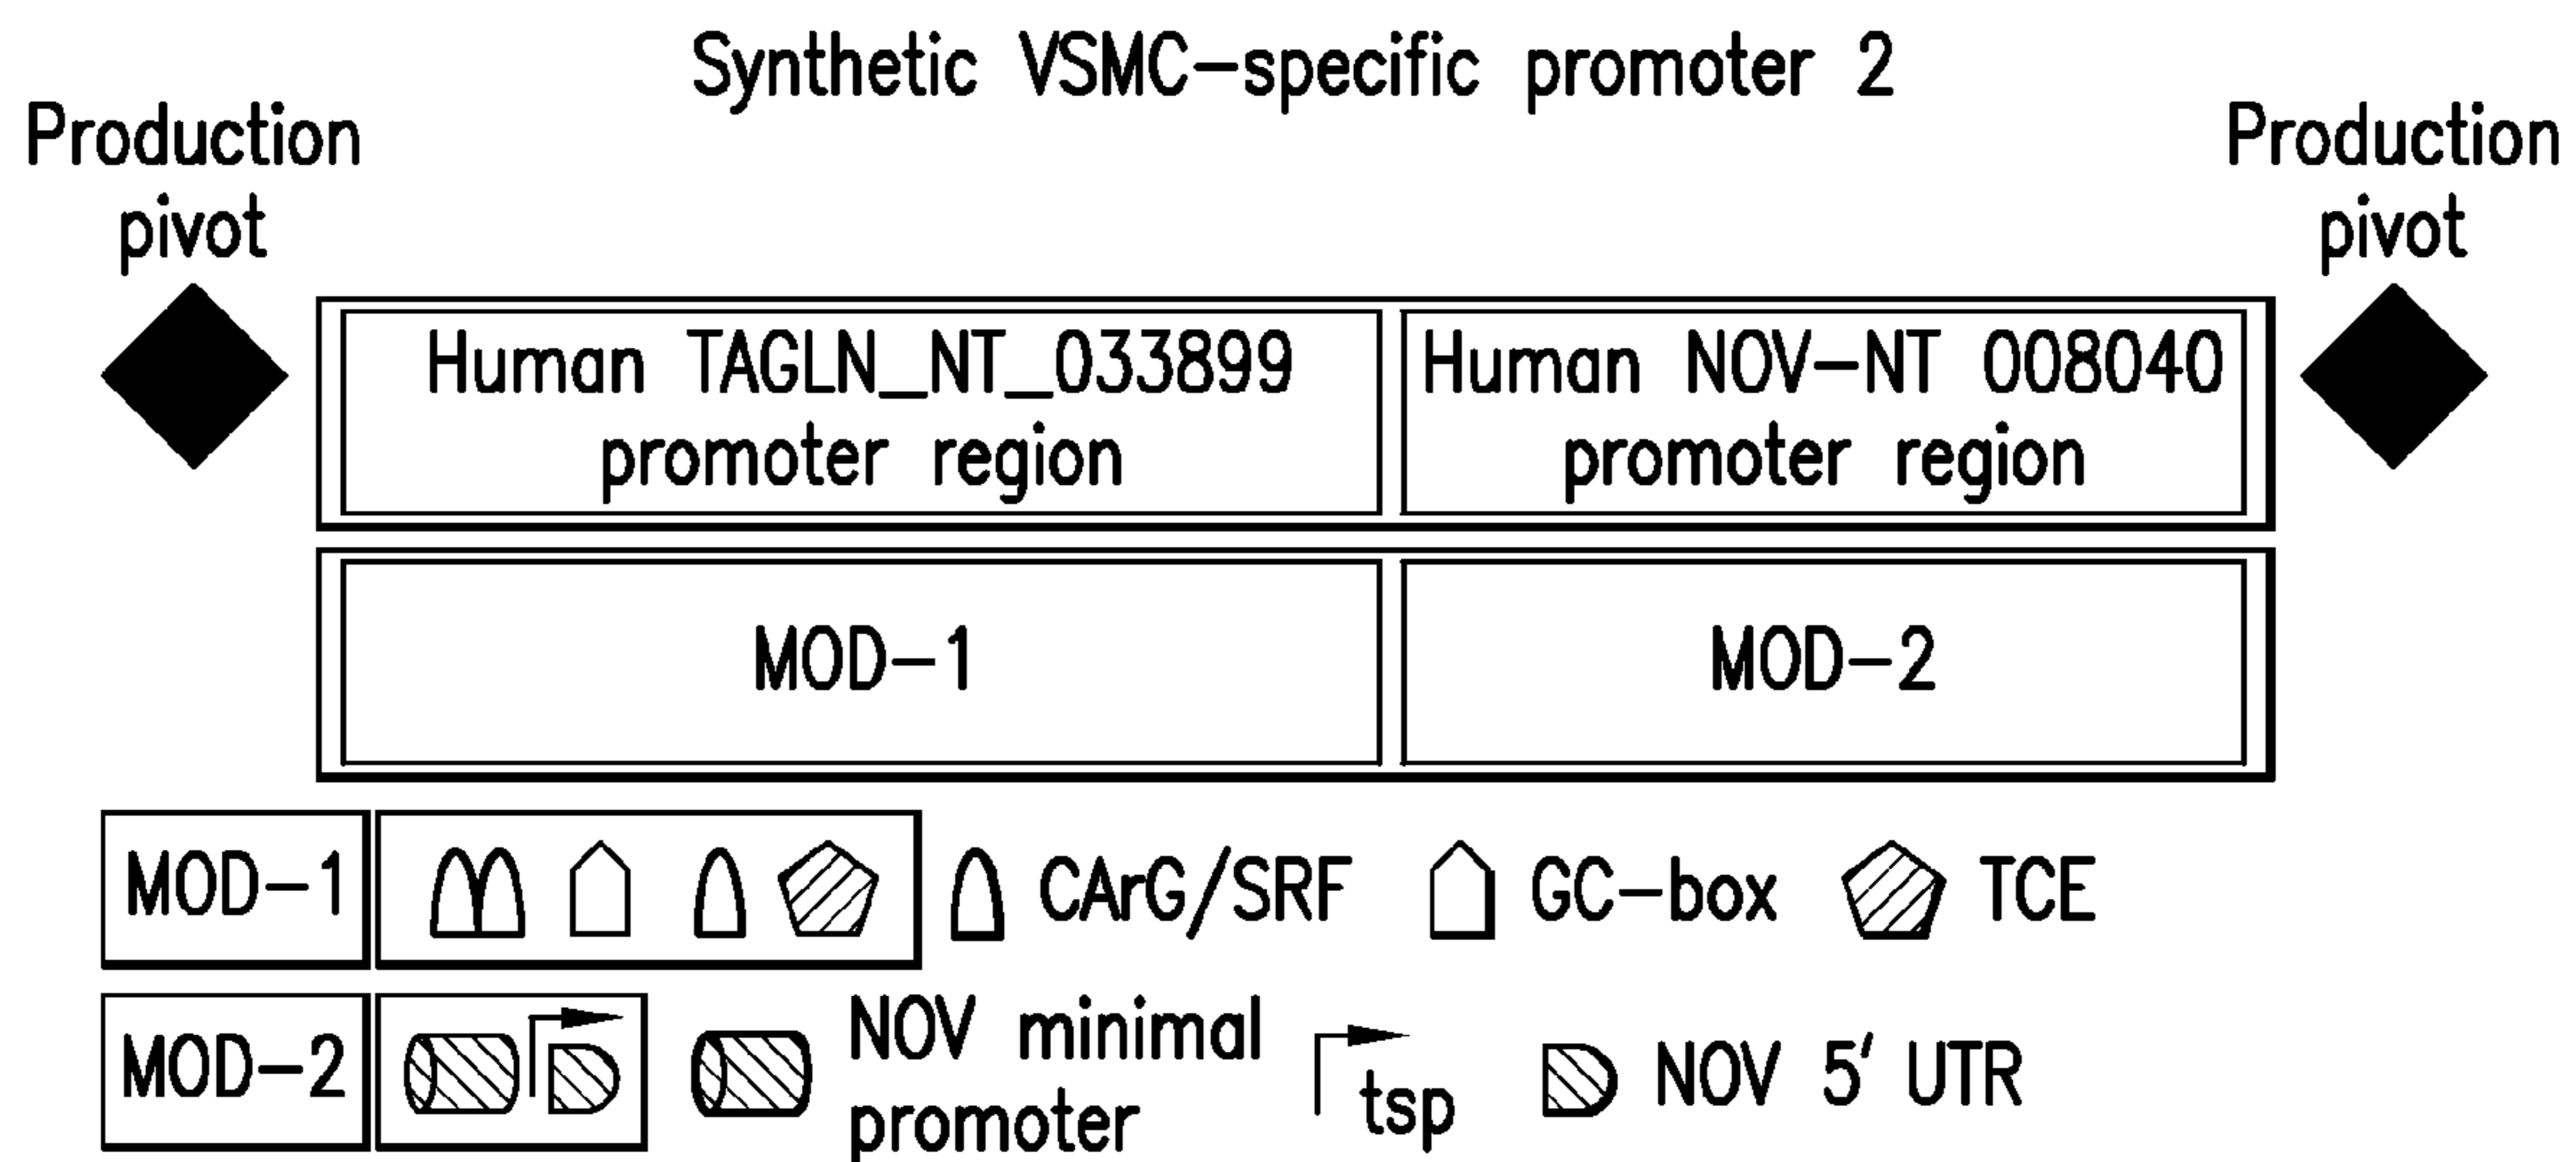 Synthetic VSMC-specific promoter 2
Production
pivot
Production
pivot
Human TAGLN_NT_033899
promoter region
Human NOV-NT 008040
promoter region
MOD-1
MOD-2
MOD-1
CArG/SRF
GC-box
TCE
MOD-2
NOV minimal
promoter
tsp
NOV 5' UTR